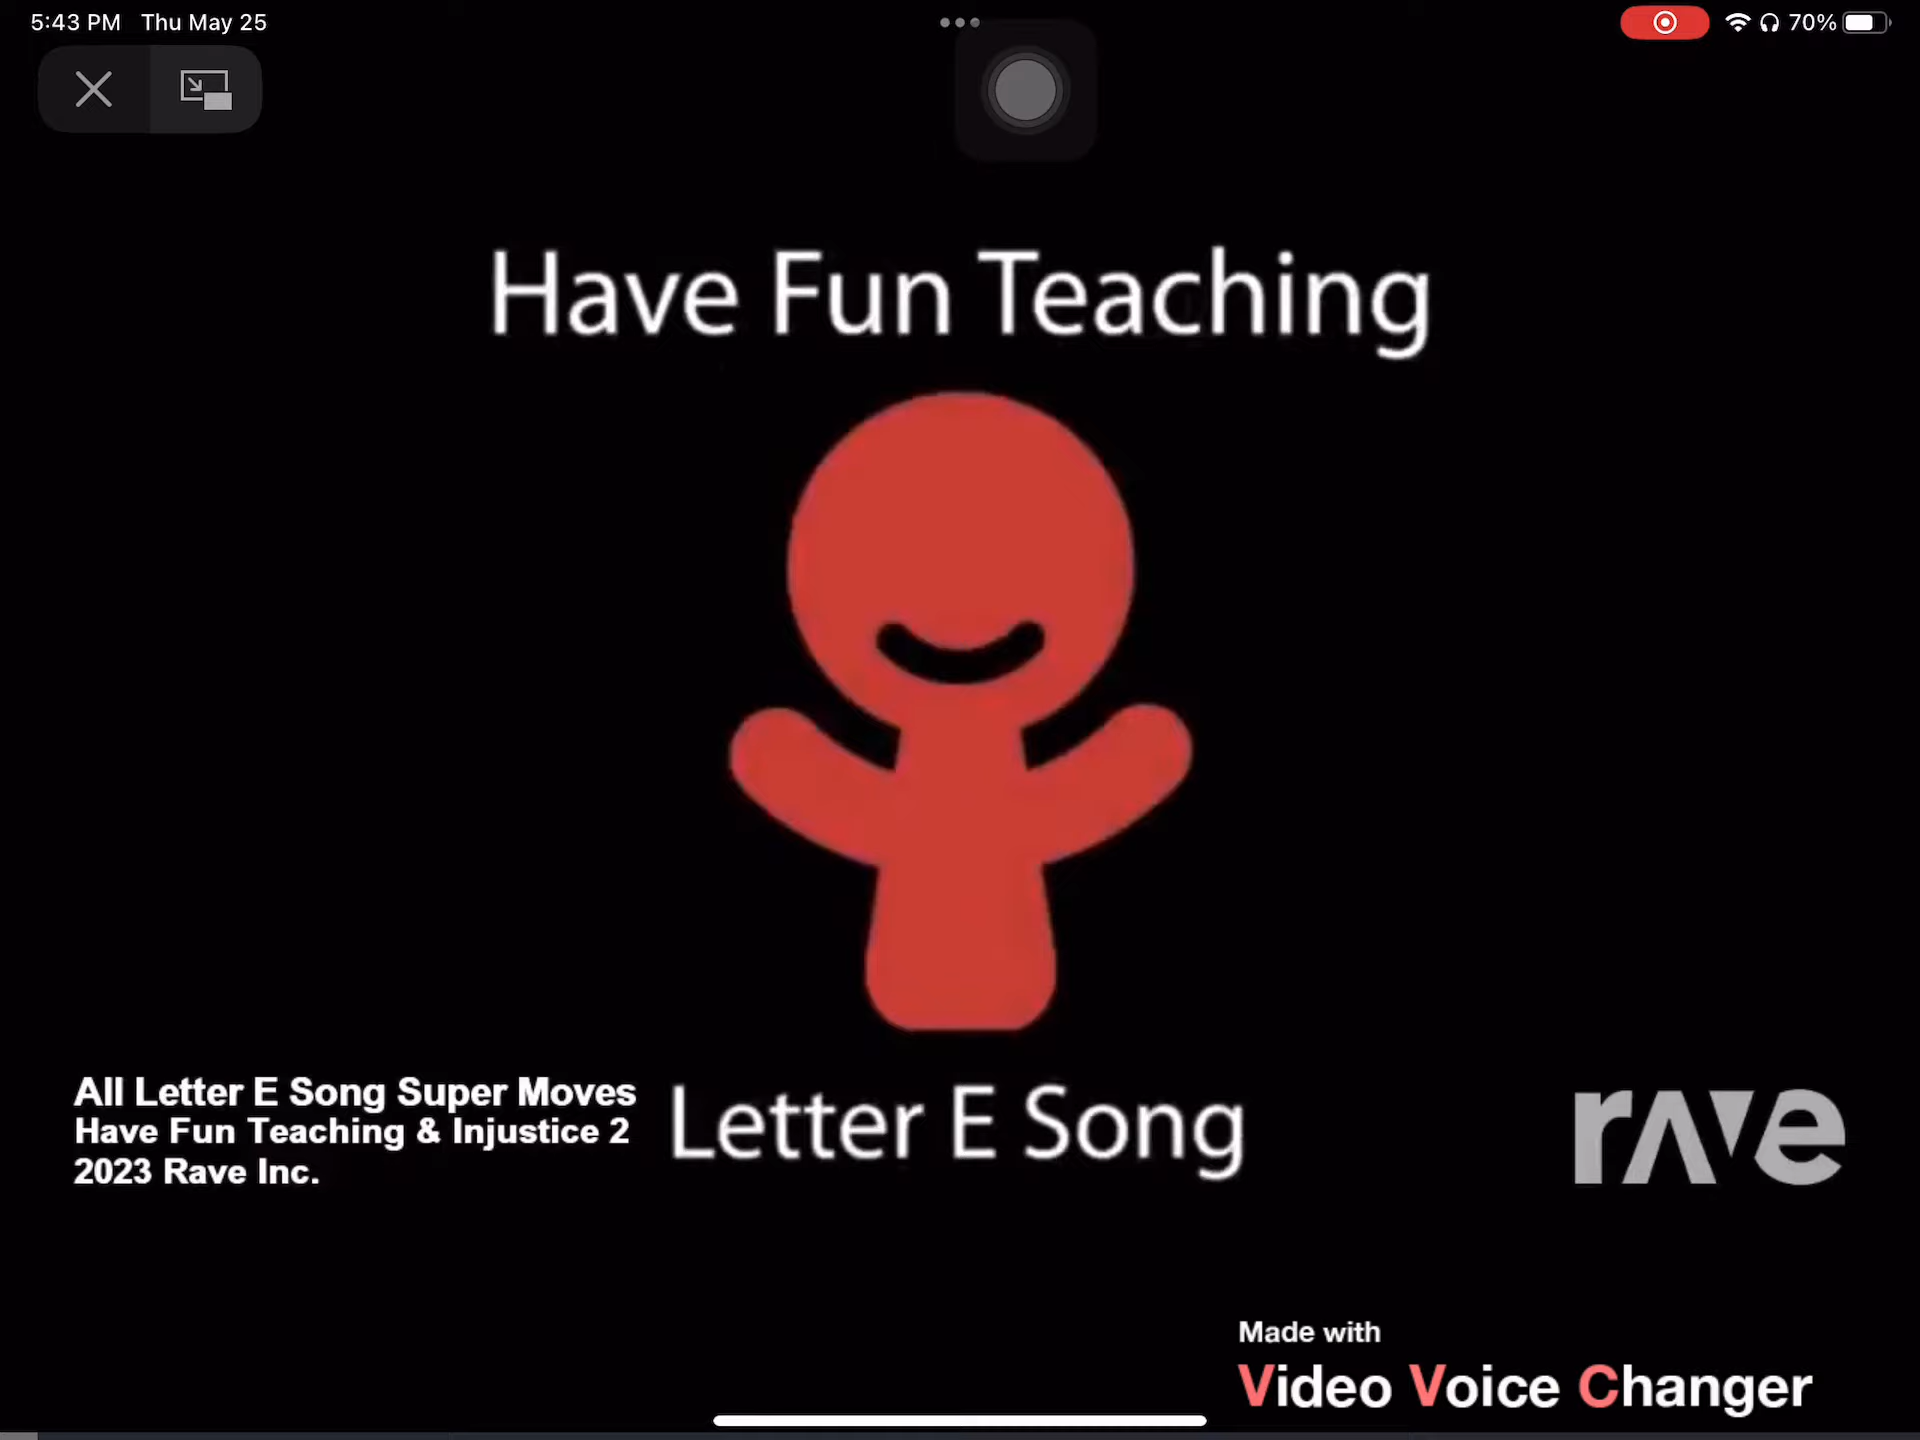 5:43 PM Thu May 25
70%
Have Fun Teaching
All Letter E Song Super Moves
Have Fun Teaching & Injustice 2
2023 Rave Inc.
Letter E Song
rave
Made with
Video Voice Changer